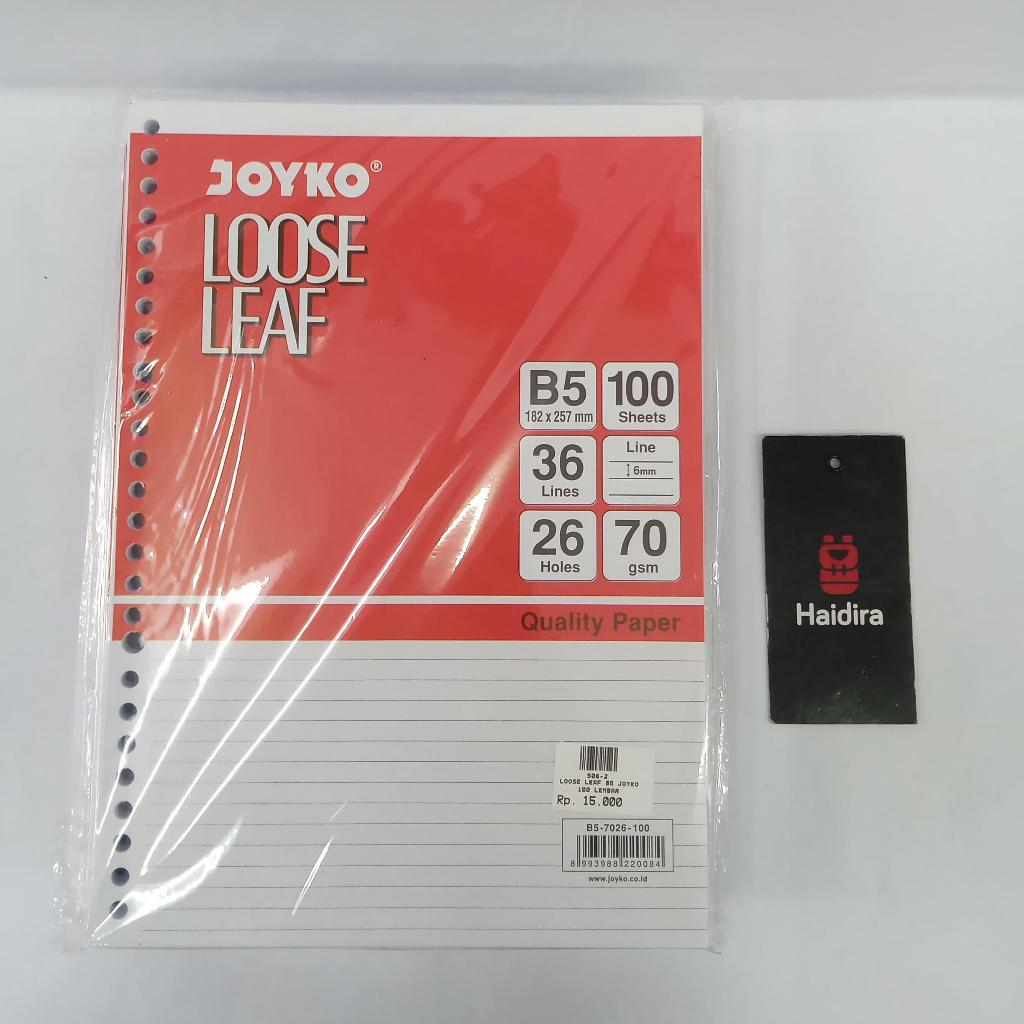 JOYKO®
LOOSE
LEAF
B5
182 x 257 mm
100
Sheets
36
Lines
Line
6mm
26
Holes
70
gsm
Quality Paper
Haidira
506-2
LOOSE LEAF B5 JOYKO
100 LEMBAR
Rp. 15.000
B5-7026-100
8 993988 220084
www.joyko.co.id